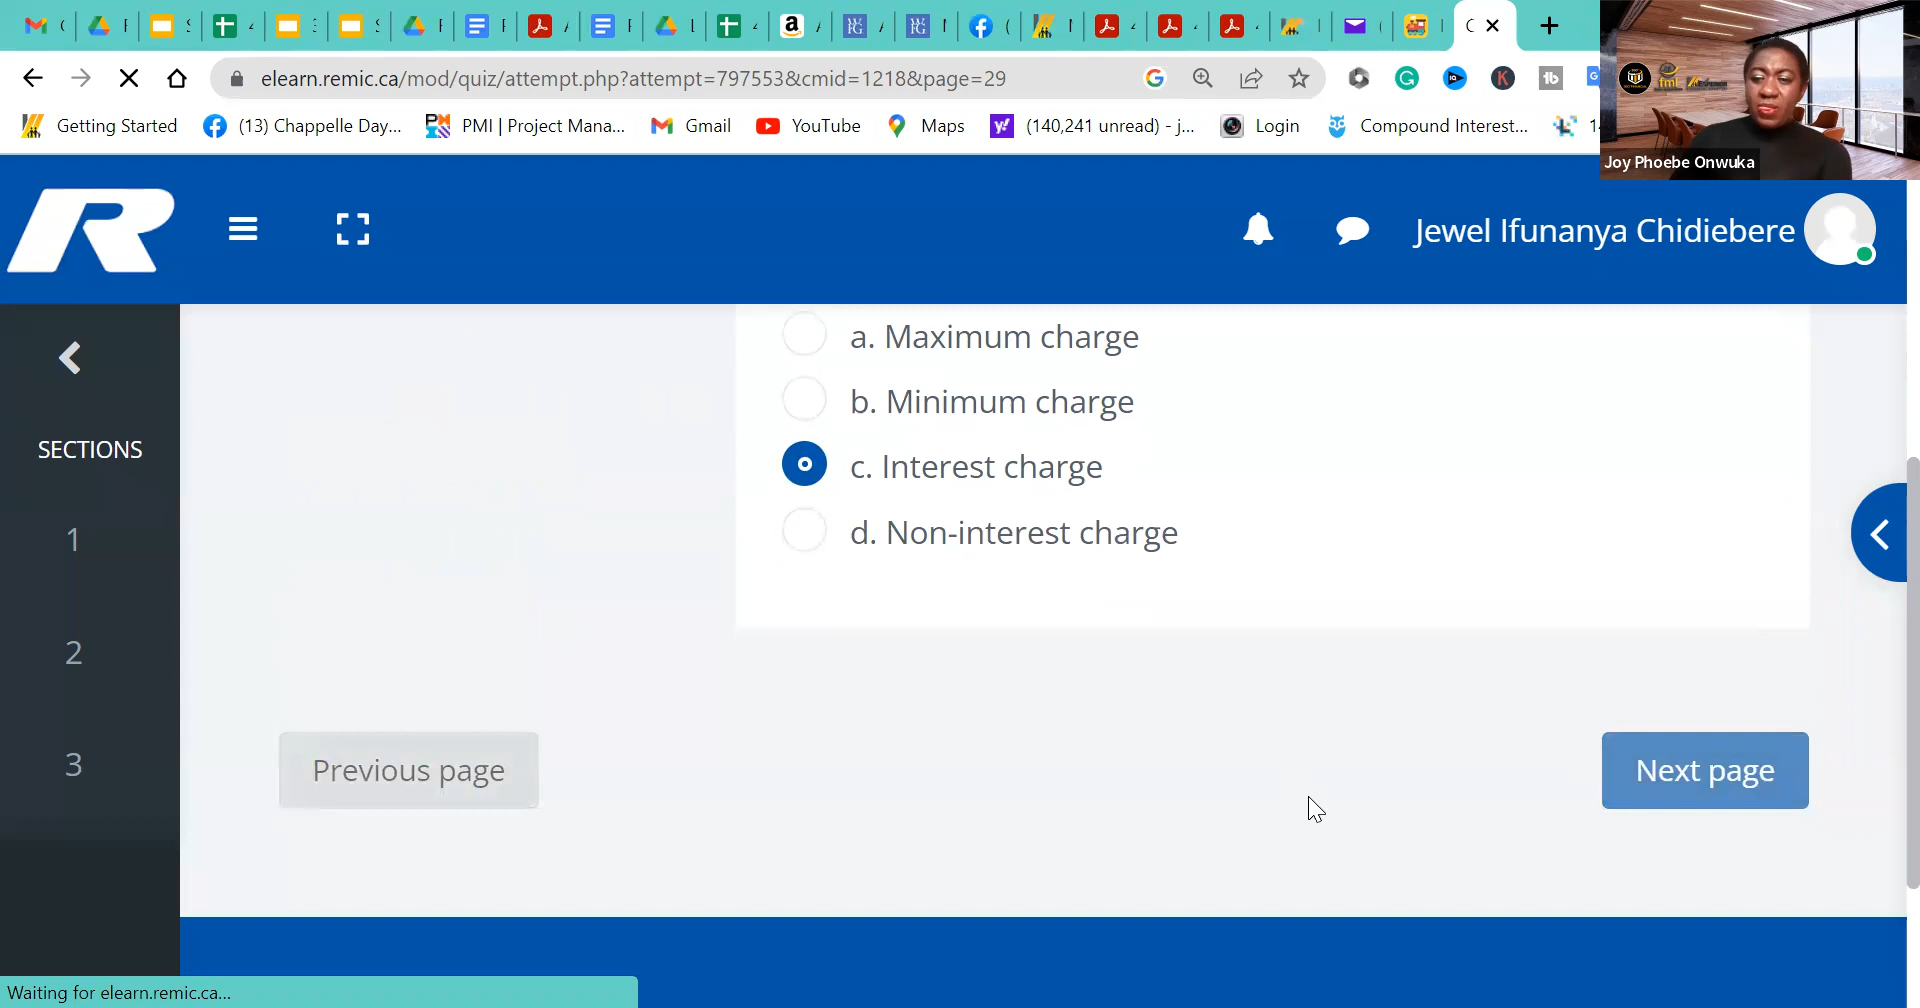 elearn.remic.ca/mod/quiz/attempt.php?attempt=797553&cmid=1218&page=29
Getting Started
(13) Chappelle Day...
PMI | Project Mana...
Gmail
YouTube
Maps
(140,241 unread) - j...
Login
Compound Interest...
Joy Phoebe Onwuka
Jewel Ifunanya Chidiebere
SECTIONS
1
2
3
a. Maximum charge
b. Minimum charge
c. Interest charge
d. Non-interest charge
Previous page
Next page
Waiting for elearn.remic.ca...